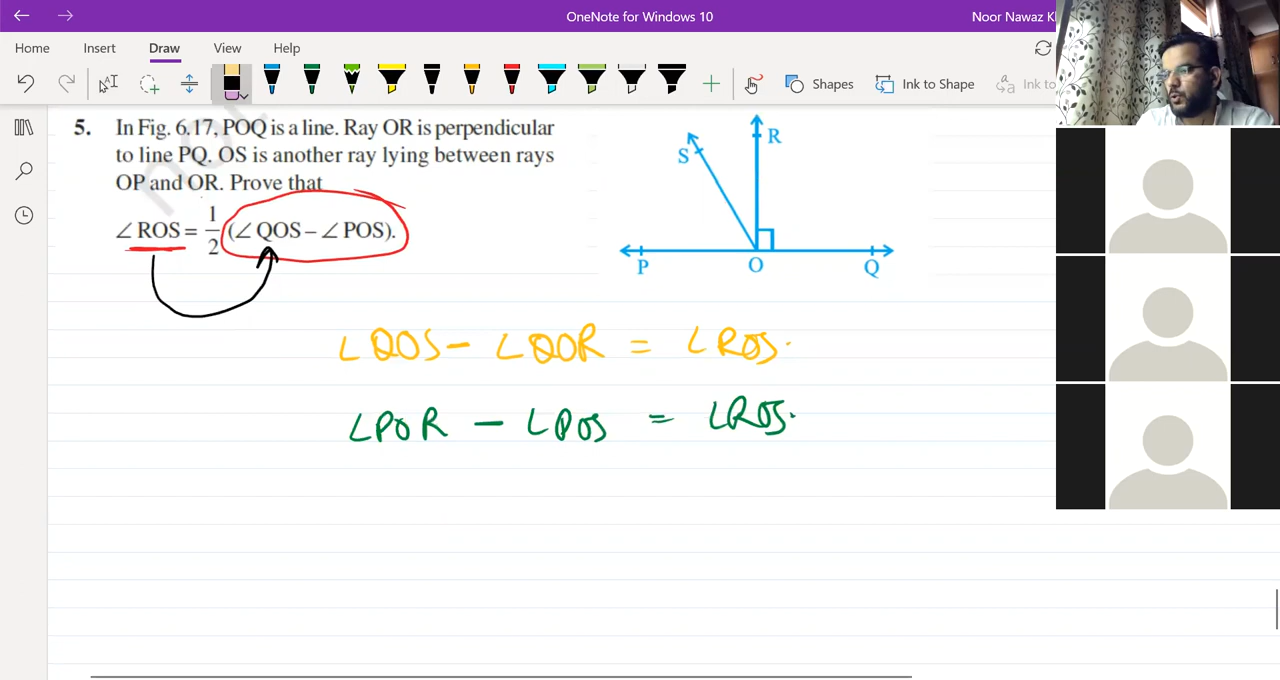 OneNote for Windows 10
Noor Nawaz
Home Insert Draw View Help
Shapes Ink to Shape Ink to
5. In Fig. 6.17, POQ is a line. Ray OR is perpendicular
to line PQ. OS is another ray lying between rays
OP and OR. Prove that
∠ ROS = 1/2 (∠ QOS – ∠ POS).
S R
P O Q
∠QOS - ∠QOR = ∠ROS.
∠POR - ∠POS = ∠ROS.